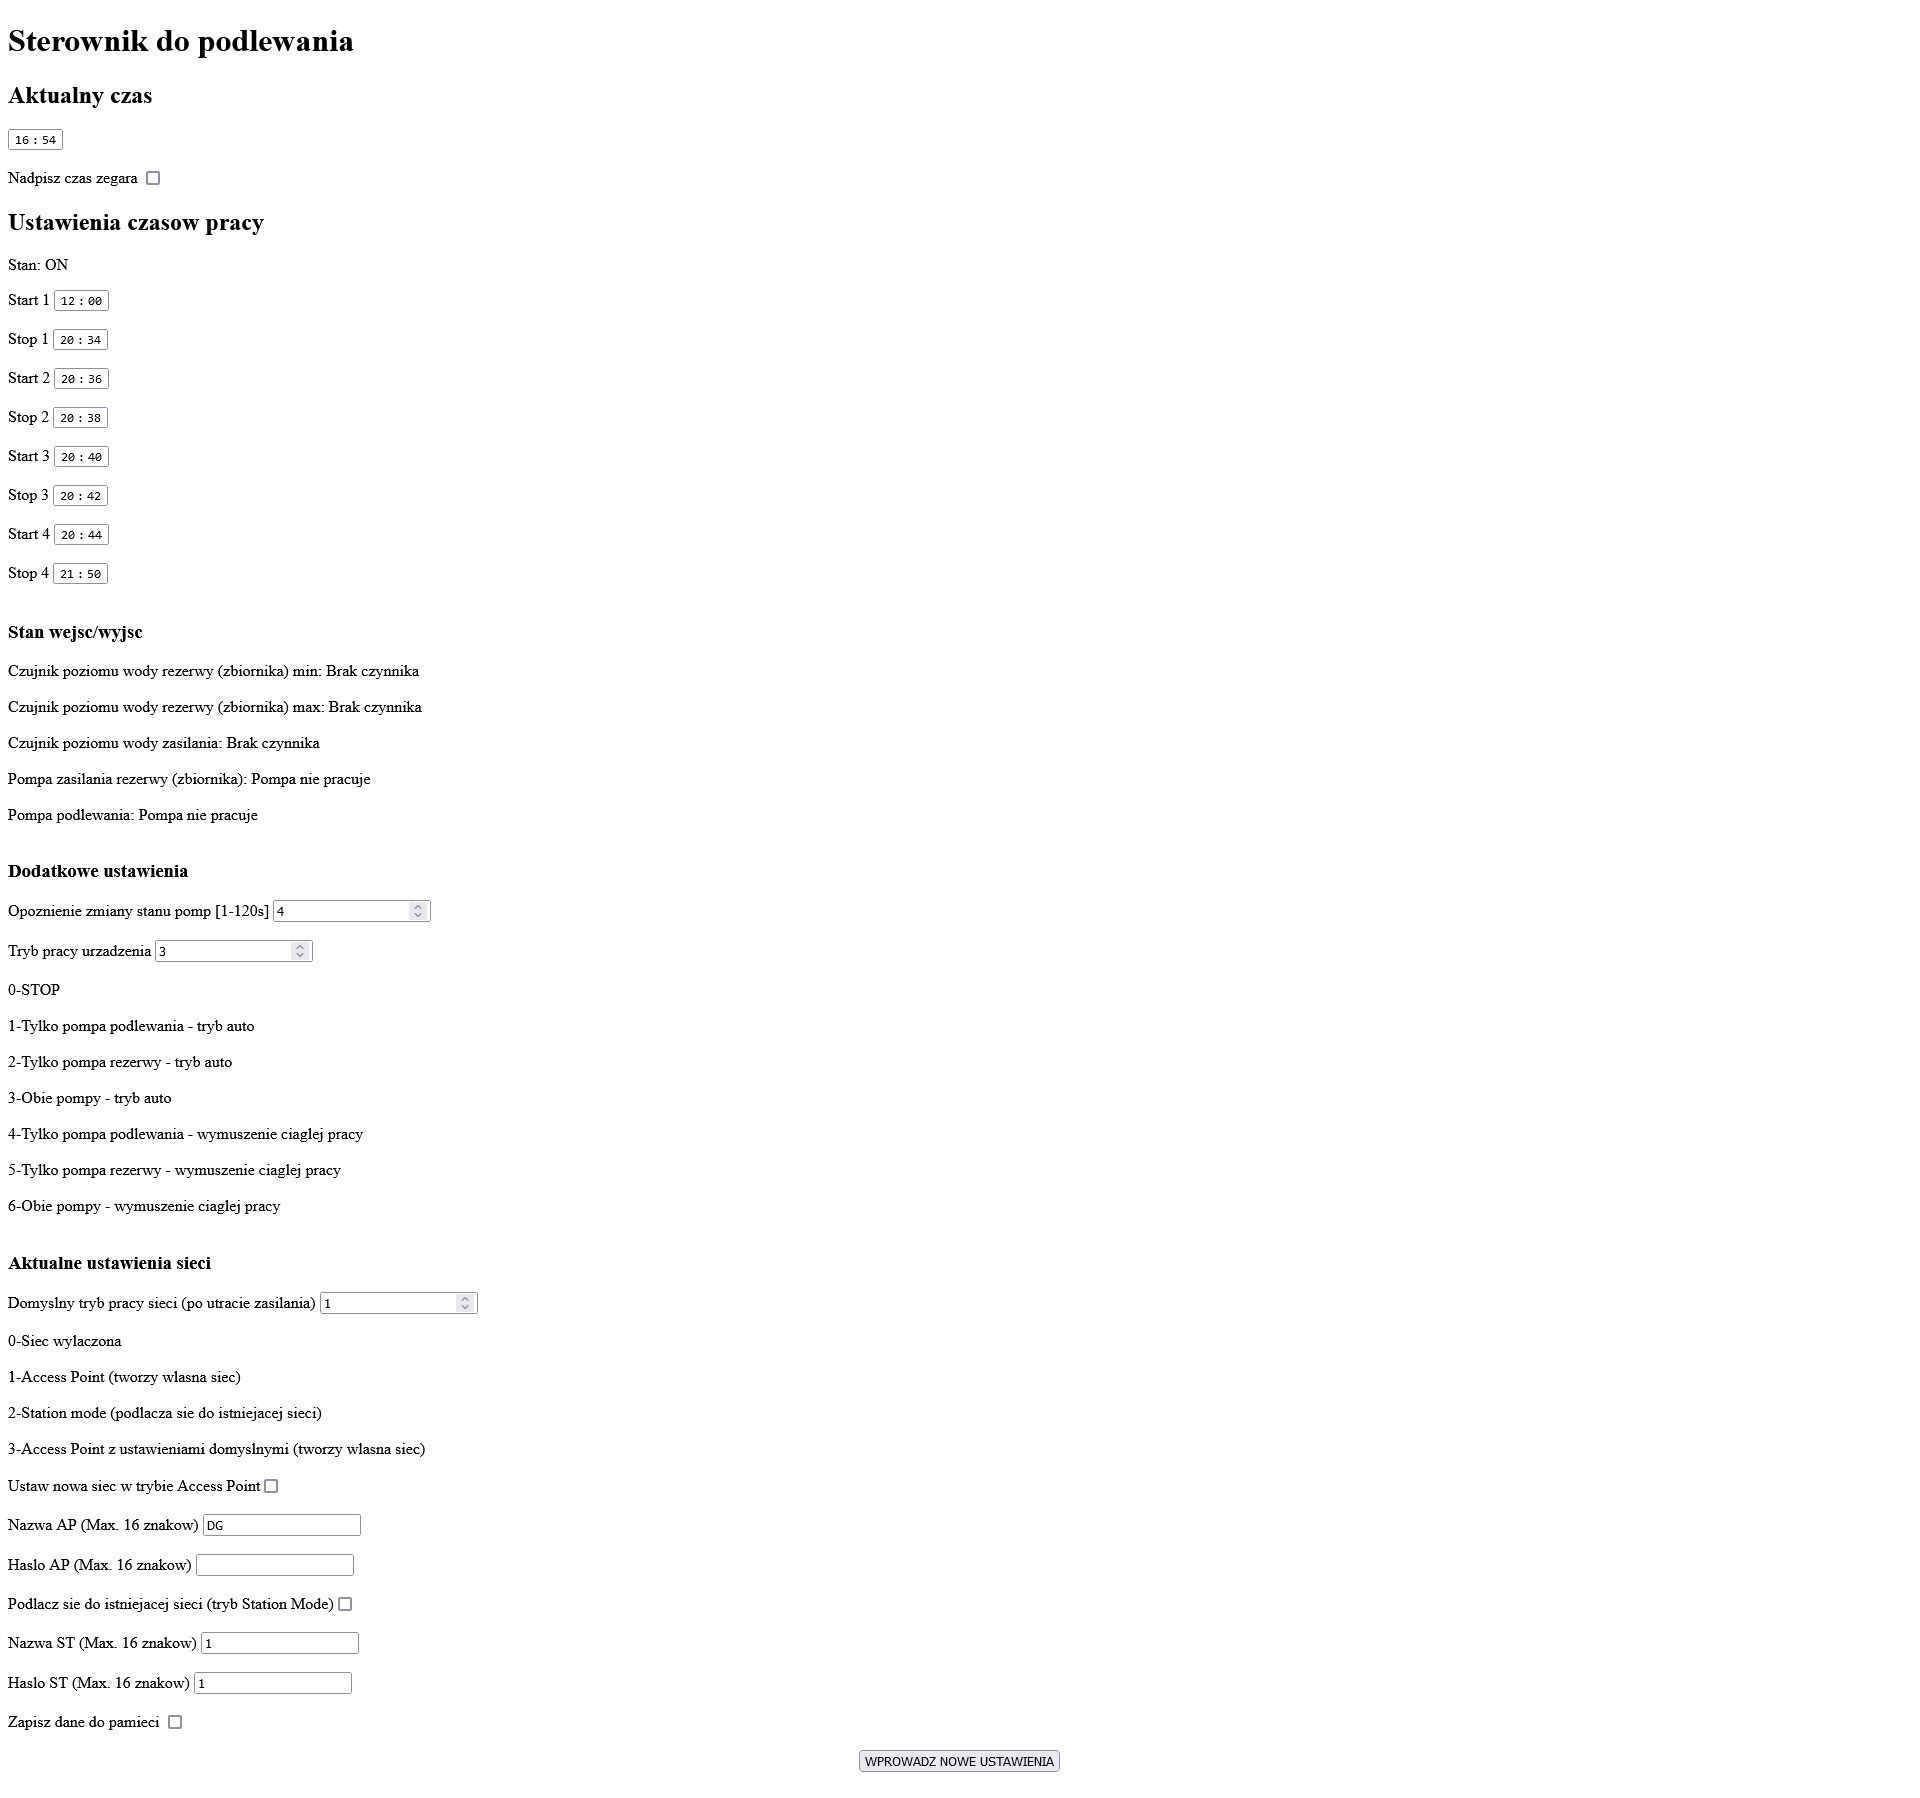 Sterownik do podlewania
Aktualny czas
16 : 54
Nadpisz czas zegara
Ustawienia czasow pracy
Stan: ON
Start 1 12 : 00
Stop 1 20 : 34
Start 2 20 : 36
Stop 2 20 : 38
Start 3 20 : 40
Stop 3 20 : 42
Start 4 20 : 44
Stop 4 21 : 50
Stan wejsc/wyjsc
Czujnik poziomu wody rezerwy (zbiornika) min: Brak czynnika
Czujnik poziomu wody rezerwy (zbiornika) max: Brak czynnika
Czujnik poziomu wody zasilania: Brak czynnika
Pompa zasilania rezerwy (zbiornika): Pompa nie pracuje
Pompa podlewania: Pompa nie pracuje
Dodatkowe ustawienia
Opoznienie zmiany stanu pomp [1-120s] 4
Tryb pracy urzadzenia 3
0-STOP
1-Tylko pompa podlewania - tryb auto
2-Tylko pompa rezerwy - tryb auto
3-Obie pompy - tryb auto
4-Tylko pompa podlewania - wymuszenie ciaglej pracy
5-Tylko pompa rezerwy - wymuszenie ciaglej pracy
6-Obie pompy - wymuszenie ciaglej pracy
Aktualne ustawienia sieci
Domyslny tryb pracy sieci (po utracie zasilania) 1
0-Siec wylaczona
1-Access Point (tworzy wlasna siec)
2-Station mode (podlacza sie do istniejacej sieci)
3-Access Point z ustawieniami domyslnymi (tworzy wlasna siec)
Ustaw nowa siec w trybie Access Point
Nazwa AP (Max. 16 znakow) DG
Haslo AP (Max. 16 znakow)
Podlacz sie do istniejacej sieci (tryb Station Mode)
Nazwa ST (Max. 16 znakow) 1
Haslo ST (Max. 16 znakow) 1
Zapisz dane do pamieci
WPROWADZ NOWE USTAWIENIA